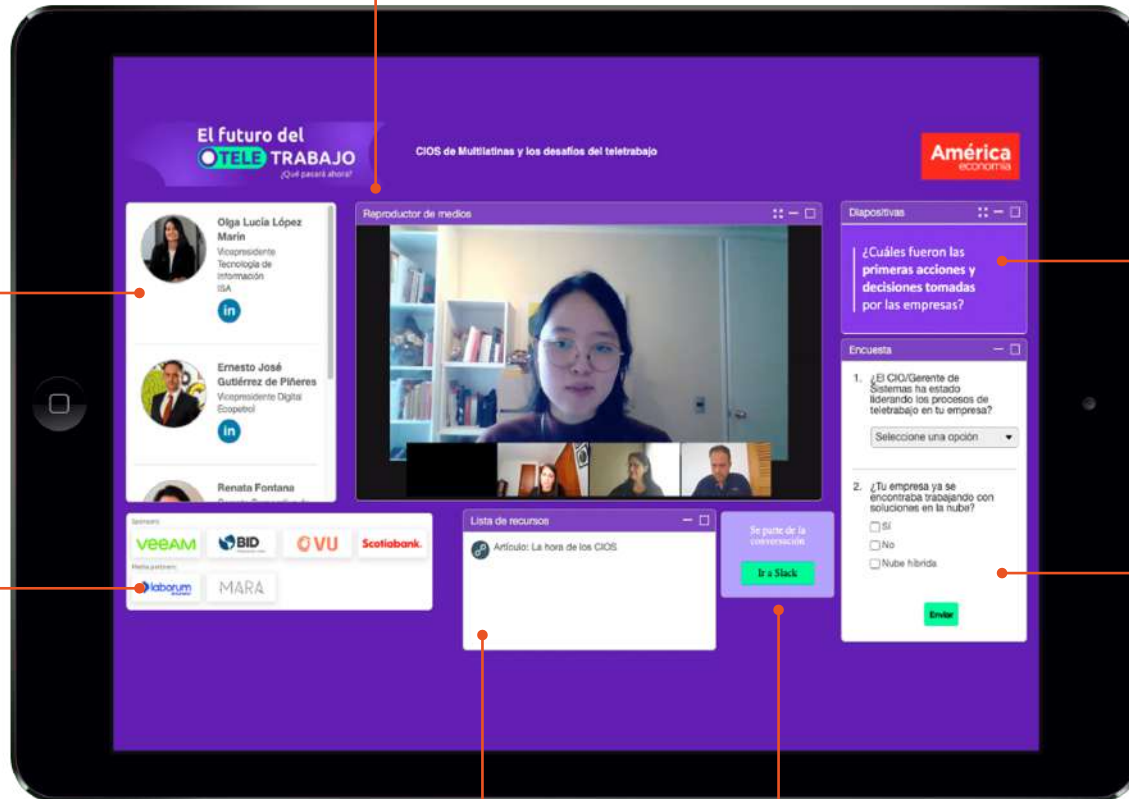 El futuro del
TELE TRABAJO
¿Qué pasará ahora?
CIOS de Multilatinas y los desafíos del teletrabajo
América
economía
Olga Lucía López
Marín
Vicepresidente
Tecnología de
Información
ISA
in
Ernesto José
Gutiérrez de Piñeres
Vicepresidente Digital
Ecopetrol
in
Renata Fontana
Reproductor de medios
Diapositivas
¿Cuáles fueron las
primeras acciones y
decisiones tomadas
por las empresas?
Encuesta
1. ¿El CIO/Gerente de
Sistemas ha estado
liderando los procesos de
teletrabajo en tu empresa?
Seleccione una opción
2. ¿Tu empresa ya se
encontraba trabajando con
soluciones en la nube?
Sí
No
Nube híbrida
Enviar
Sponsors:
veeAM
BID
VU
Scotiabank.
Media partners:
laborum
MARA
Lista de recursos
Artículo: La hora de los CIOS
Se parte de la
conversación
Ir a Slack